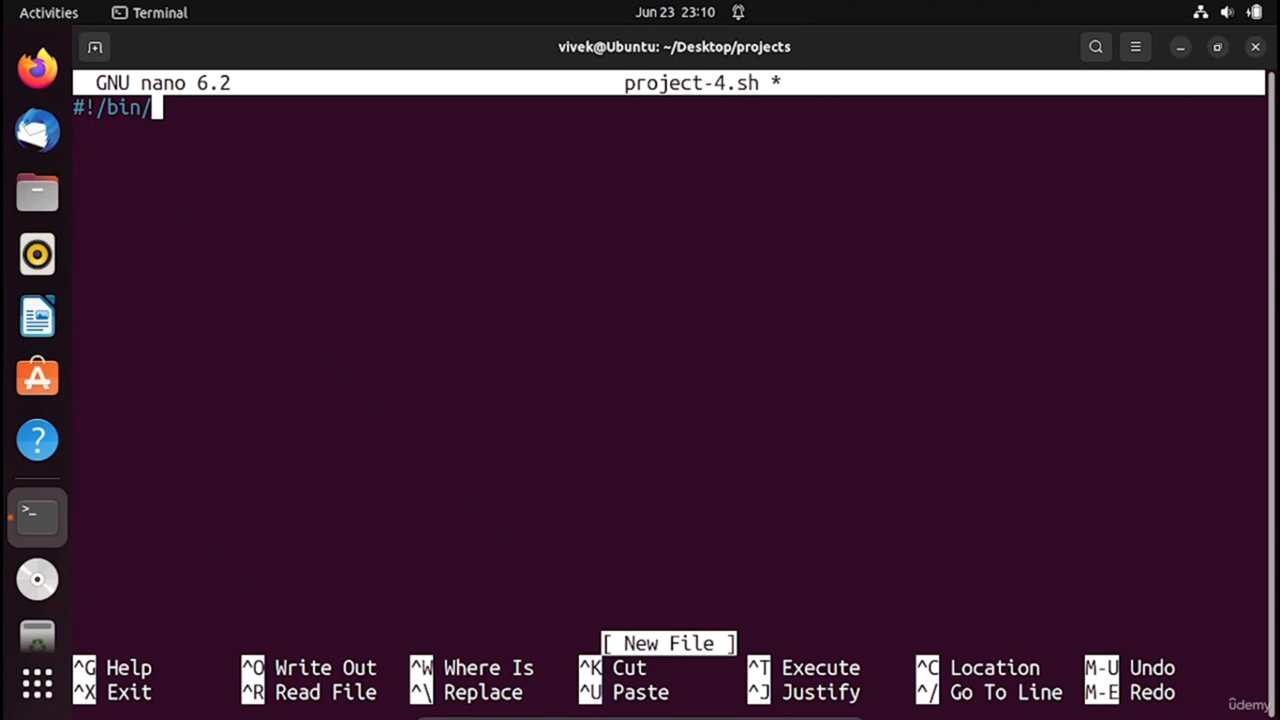 Activities Terminal Jun 23 23:10
vivek@Ubuntu: ~/Desktop/projects
GNU nano 6.2 project-4.sh *
#!/bin/
[ New File ]
^G Help ^O Write Out ^W Where Is ^K Cut ^T Execute ^C Location M-U Undo
^X Exit ^R Read File ^\ Replace ^U Paste ^J Justify ^/ Go To Line M-E Redo
udemy